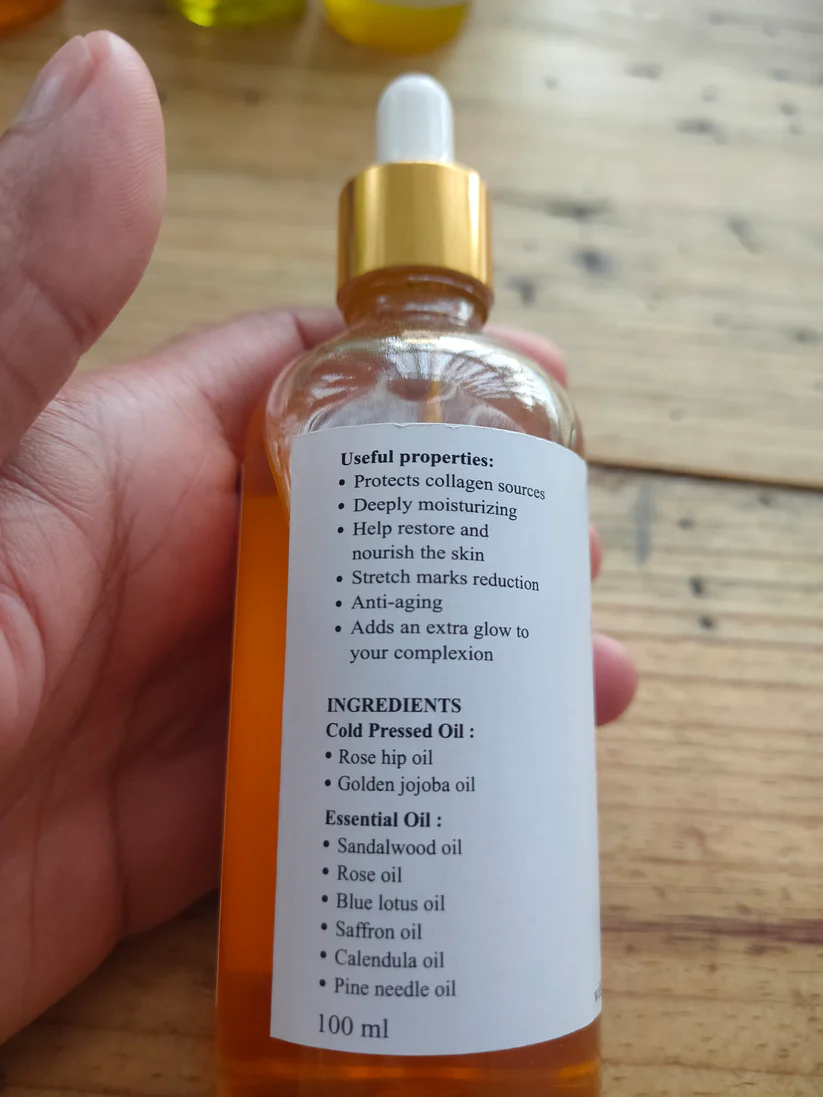 Useful properties:
• Protects collagen sources
• Deeply moisturizing
• Help restore and
nourish the skin
• Stretch marks reduction
• Anti-aging
• Adds an extra glow to
your complexion
INGREDIENTS
Cold Pressed Oil :
• Rose hip oil
• Golden jojoba oil
Essential Oil :
• Sandalwood oil
• Rose oil
• Blue lotus oil
• Saffron oil
• Calendula oil
• Pine needle oil
100 ml